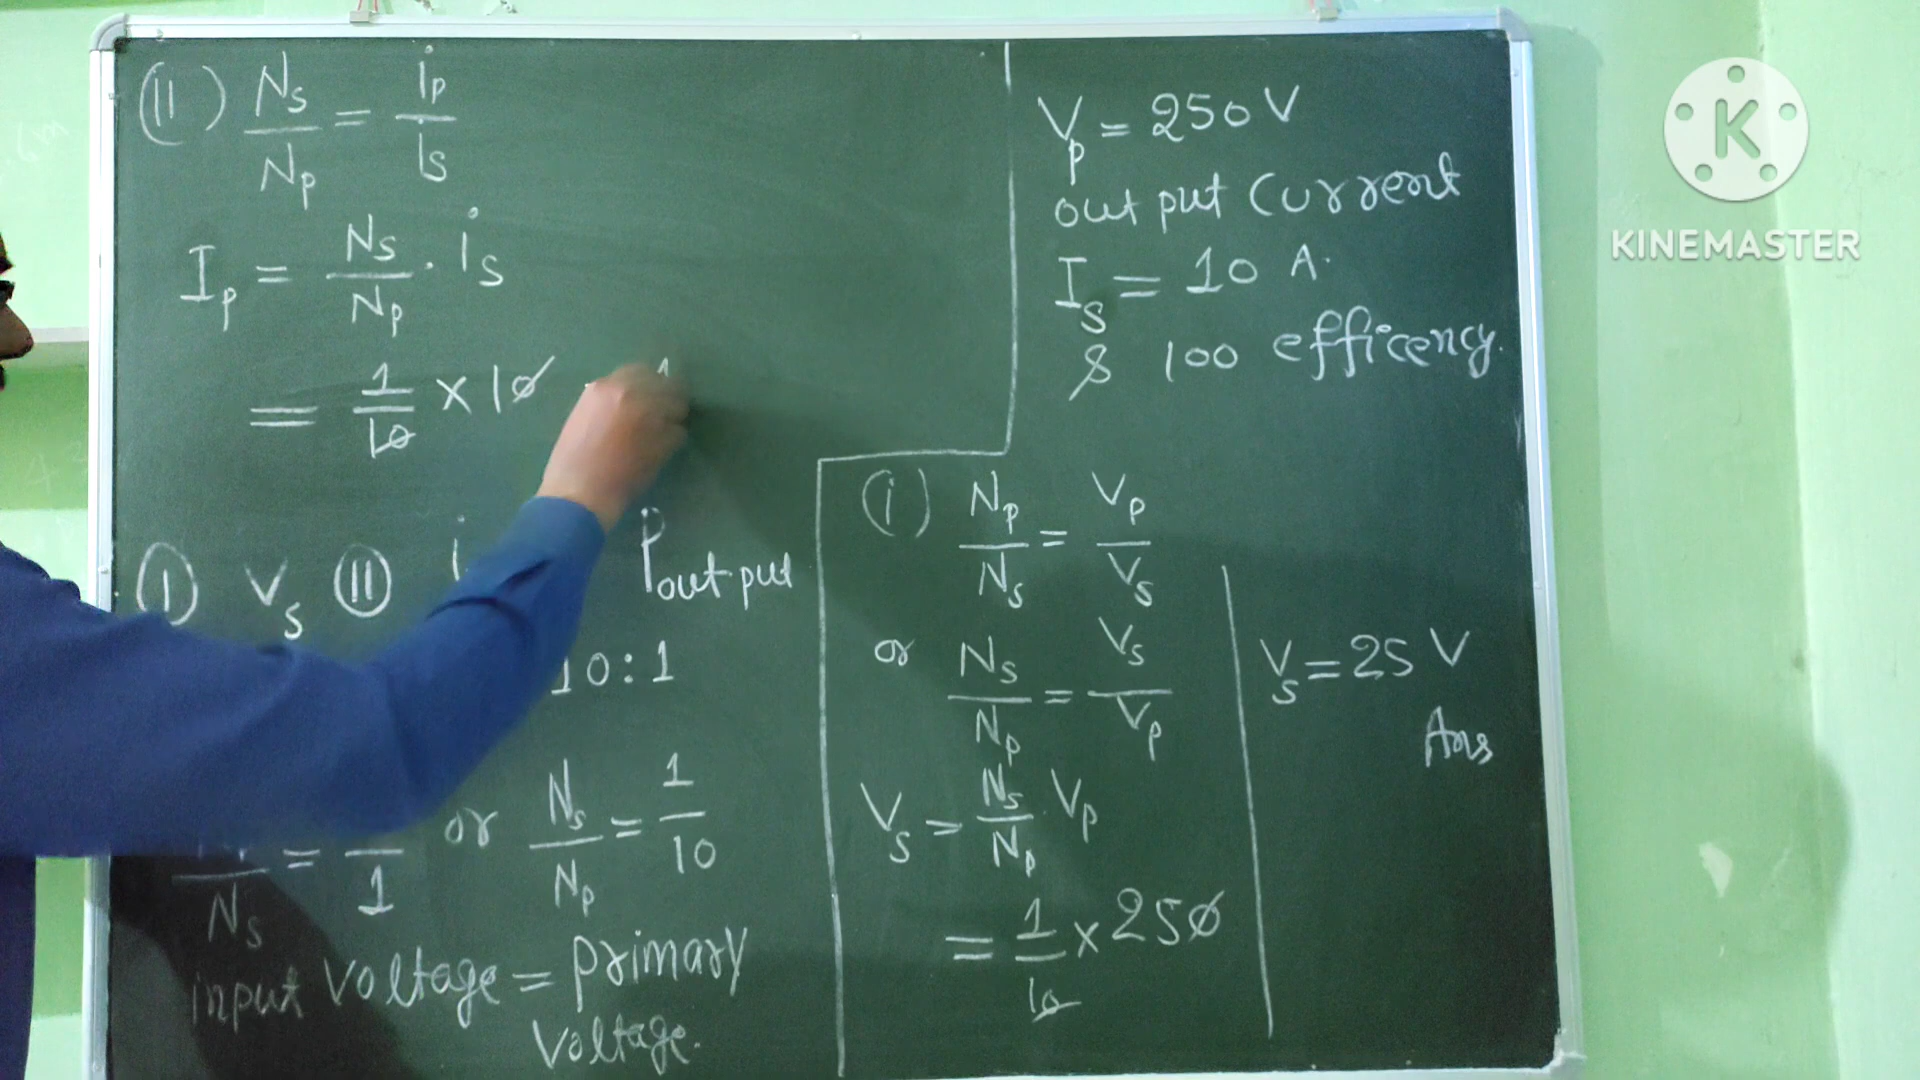 (II) Ns/Np = ip/is
Ip = Ns/Np . is
= 1/10 × 10
(I) Vs (II) i Poutput
10:1
Ns = 1 or Ns/Np = 1/10
input voltage = primary
voltage.
Vp = 250 V
out put current
Is = 10 A.
& 100 efficency.
(i) Np/Ns = Vp/Vs
or Ns/Np = Vs/Vp
Vs = Ns/Np . Vp
= 1/10 × 250
Vs = 25 V
Ans
K
KINEMASTER